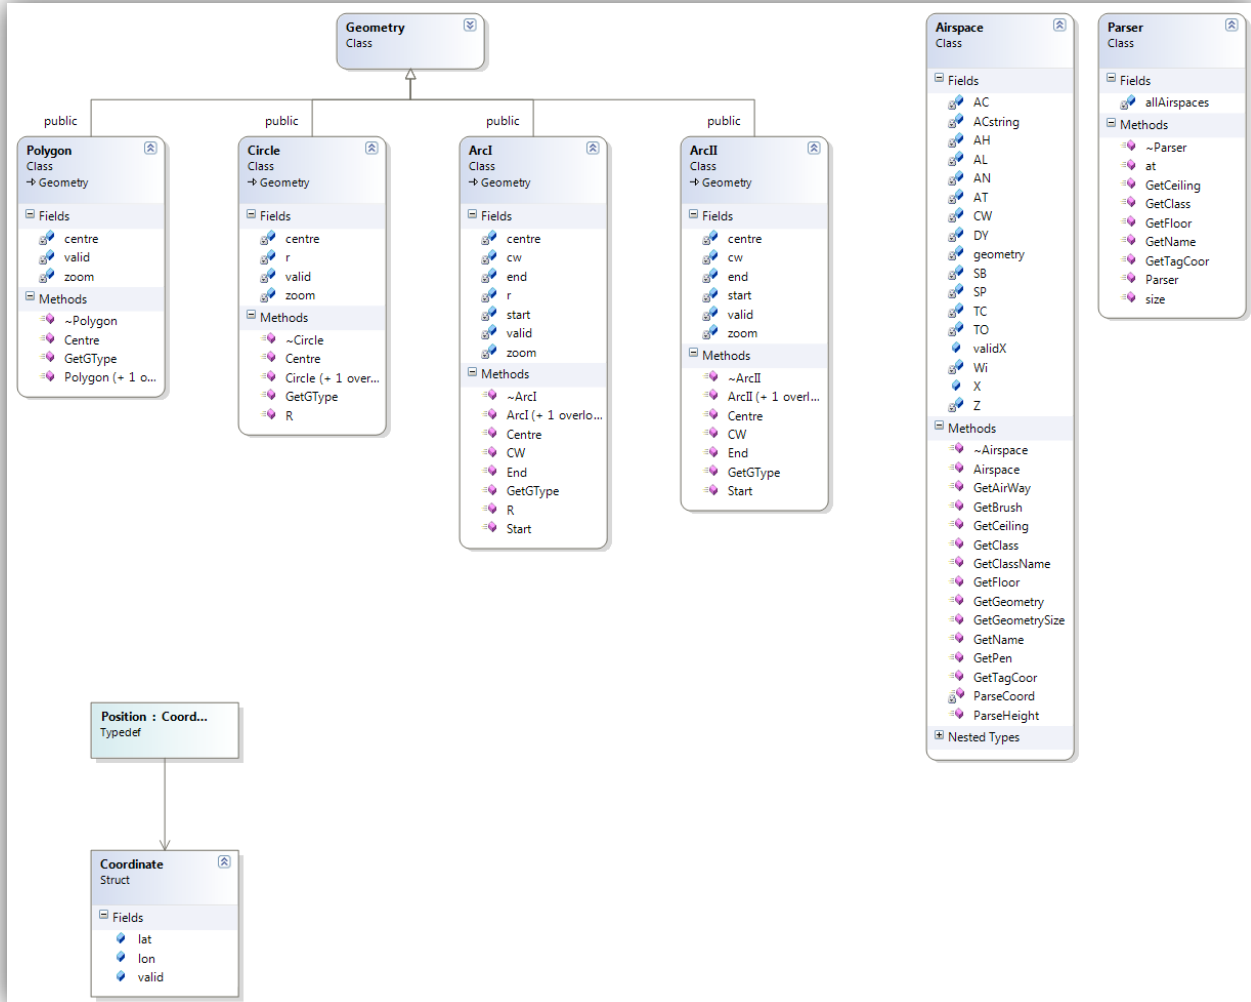 Geometry
Class
public
public
public
public
Polygon
Class
Geometry
Fields
centre
valid
zoom
Methods
~Polygon
Centre
GetGType
Polygon (+ 1 o...
Circle
Class
Geometry
Fields
centre
r
valid
zoom
Methods
~Circle
Centre
Circle (+ 1 over...
GetGType
R
ArcI
Class
Geometry
Fields
centre
cw
end
r
start
valid
zoom
Methods
~ArcI
ArcI (+ 1 overlo...
Centre
CW
End
GetGType
R
Start
ArcII
Class
Geometry
Fields
centre
cw
end
start
valid
zoom
Methods
~ArcII
ArcII (+ 1 overl...
Centre
CW
End
GetGType
Start
Airspace
Class
Fields
AC
ACstring
AH
AL
AN
AT
CW
DY
geometry
SB
SP
TC
TO
validX
Wi
X
Z
Methods
~Airspace
Airspace
GetAirWay
GetBrush
GetCeiling
GetClass
GetClassName
GetFloor
GetGeometry
GetGeometrySize
GetName
GetPen
GetTagCoor
ParseCoord
ParseHeight
Nested Types
Parser
Class
Fields
allAirspaces
Methods
~Parser
at
GetCeiling
GetClass
GetFloor
GetName
GetTagCoor
Parser
size
Position : Coord...
Typedef
Coordinate
Struct
Fields
lat
lon
valid